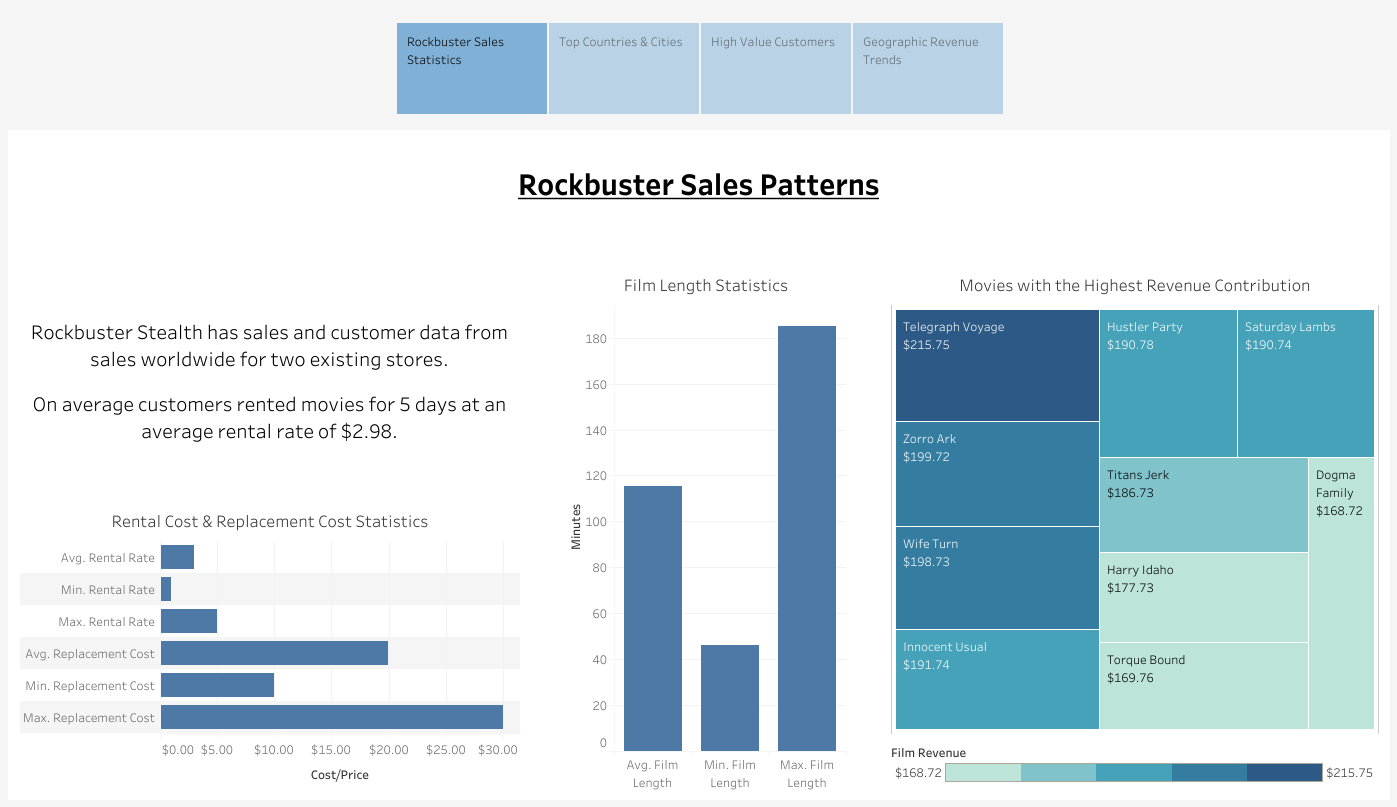 Rockbuster Sales
Statistics
Top Countries & Cities
High Value Customers
Geographic Revenue
Trends
Rockbuster Sales Patterns
Rockbuster Stealth has sales and customer data from
sales worldwide for two existing stores.
On average customers rented movies for 5 days at an
average rental rate of $2.98.
Rental Cost & Replacement Cost Statistics
Avg. Rental Rate
Min. Rental Rate
Max. Rental Rate
Avg. Replacement Cost
Min. Replacement Cost
Max. Replacement Cost
$0.00 $5.00 $10.00 $15.00 $20.00 $25.00 $30.00
Cost/Price
Film Length Statistics
Minutes
180
160
140
120
100
80
60
40
20
0
Avg. Film
Length
Min. Film
Length
Max. Film
Length
Movies with the Highest Revenue Contribution
Telegraph Voyage
$215.75
Zorro Ark
$199.72
Wife Turn
$198.73
Innocent Usual
$191.74
Hustler Party
$190.78
Saturday Lambs
$190.74
Titans Jerk
$186.73
Harry Idaho
$177.73
Torque Bound
$169.76
Dogma
Family
$168.72
Film Revenue
$168.72 $215.75